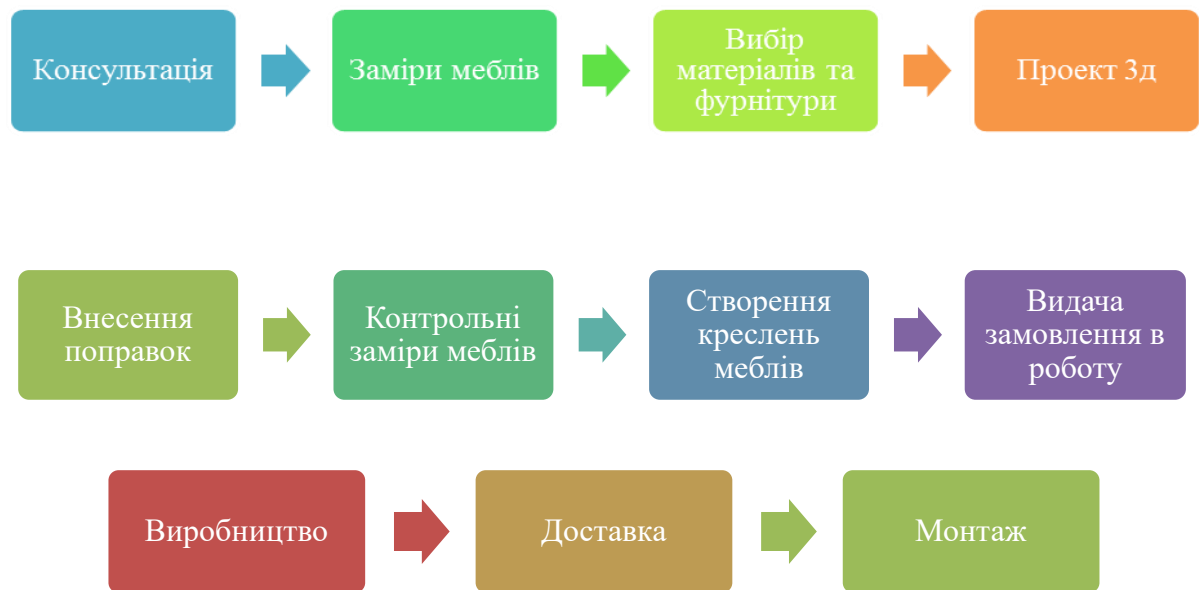 Консультація
Заміри меблів
Вибір
матеріалів та
фурнітури
Проект 3д
Внесення
поправок
Контрольні
заміри меблів
Створення
креслень
меблів
Видача
замовлення в
роботу
Виробництво
Доставка
Монтаж